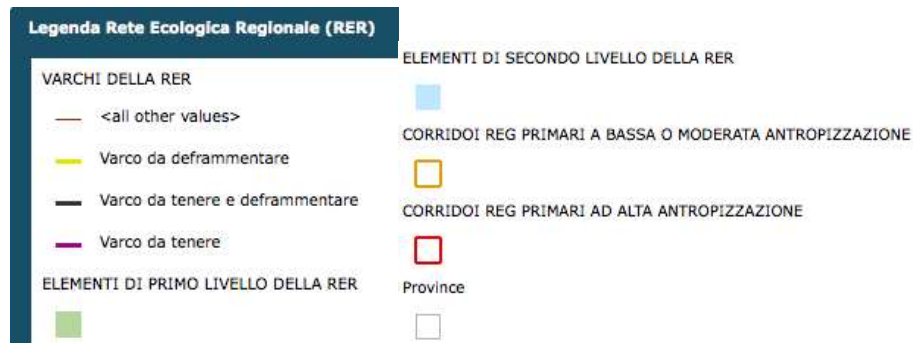 Legenda Rete Ecologica Regionale (RER)
VARCHI DELLA RER
<all other values>
Varco da deframmentare
Varco da tenere e deframmentare
Varco da tenere
ELEMENTI DI PRIMO LIVELLO DELLA RER
ELEMENTI DI SECONDO LIVELLO DELLA RER
CORRIDOI REG PRIMARI A BASSA O MODERATA ANTROPIZZAZIONE
CORRIDOI REG PRIMARI AD ALTA ANTROPIZZAZIONE
Province